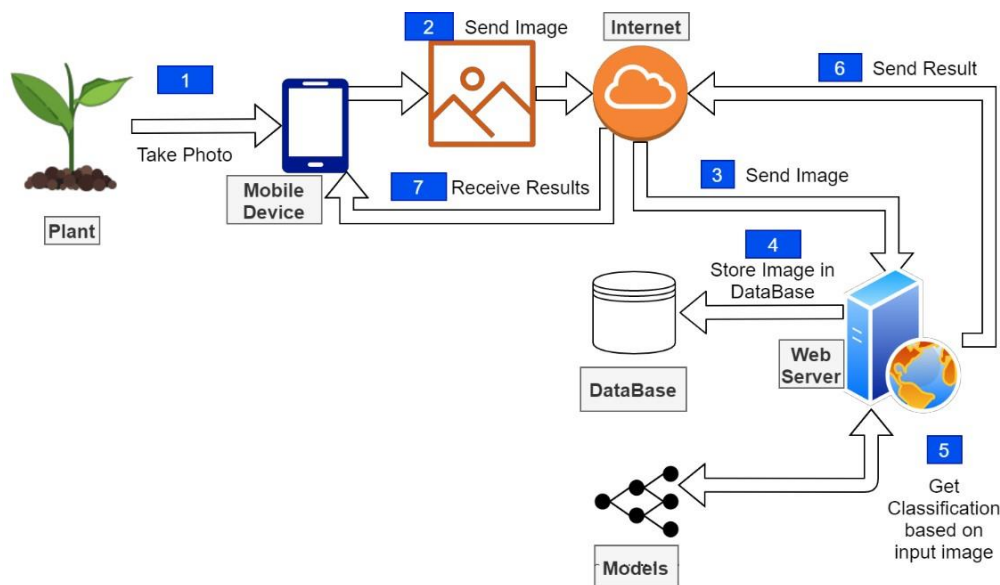 1
Take Photo
Plant
Mobile
Device
2 Send Image
Internet
3 Send Image
4
Store Image in
DataBase
DataBase
Web
Server
5
Get
Classification
based on
input image
Models
6 Send Result
7 Receive Results